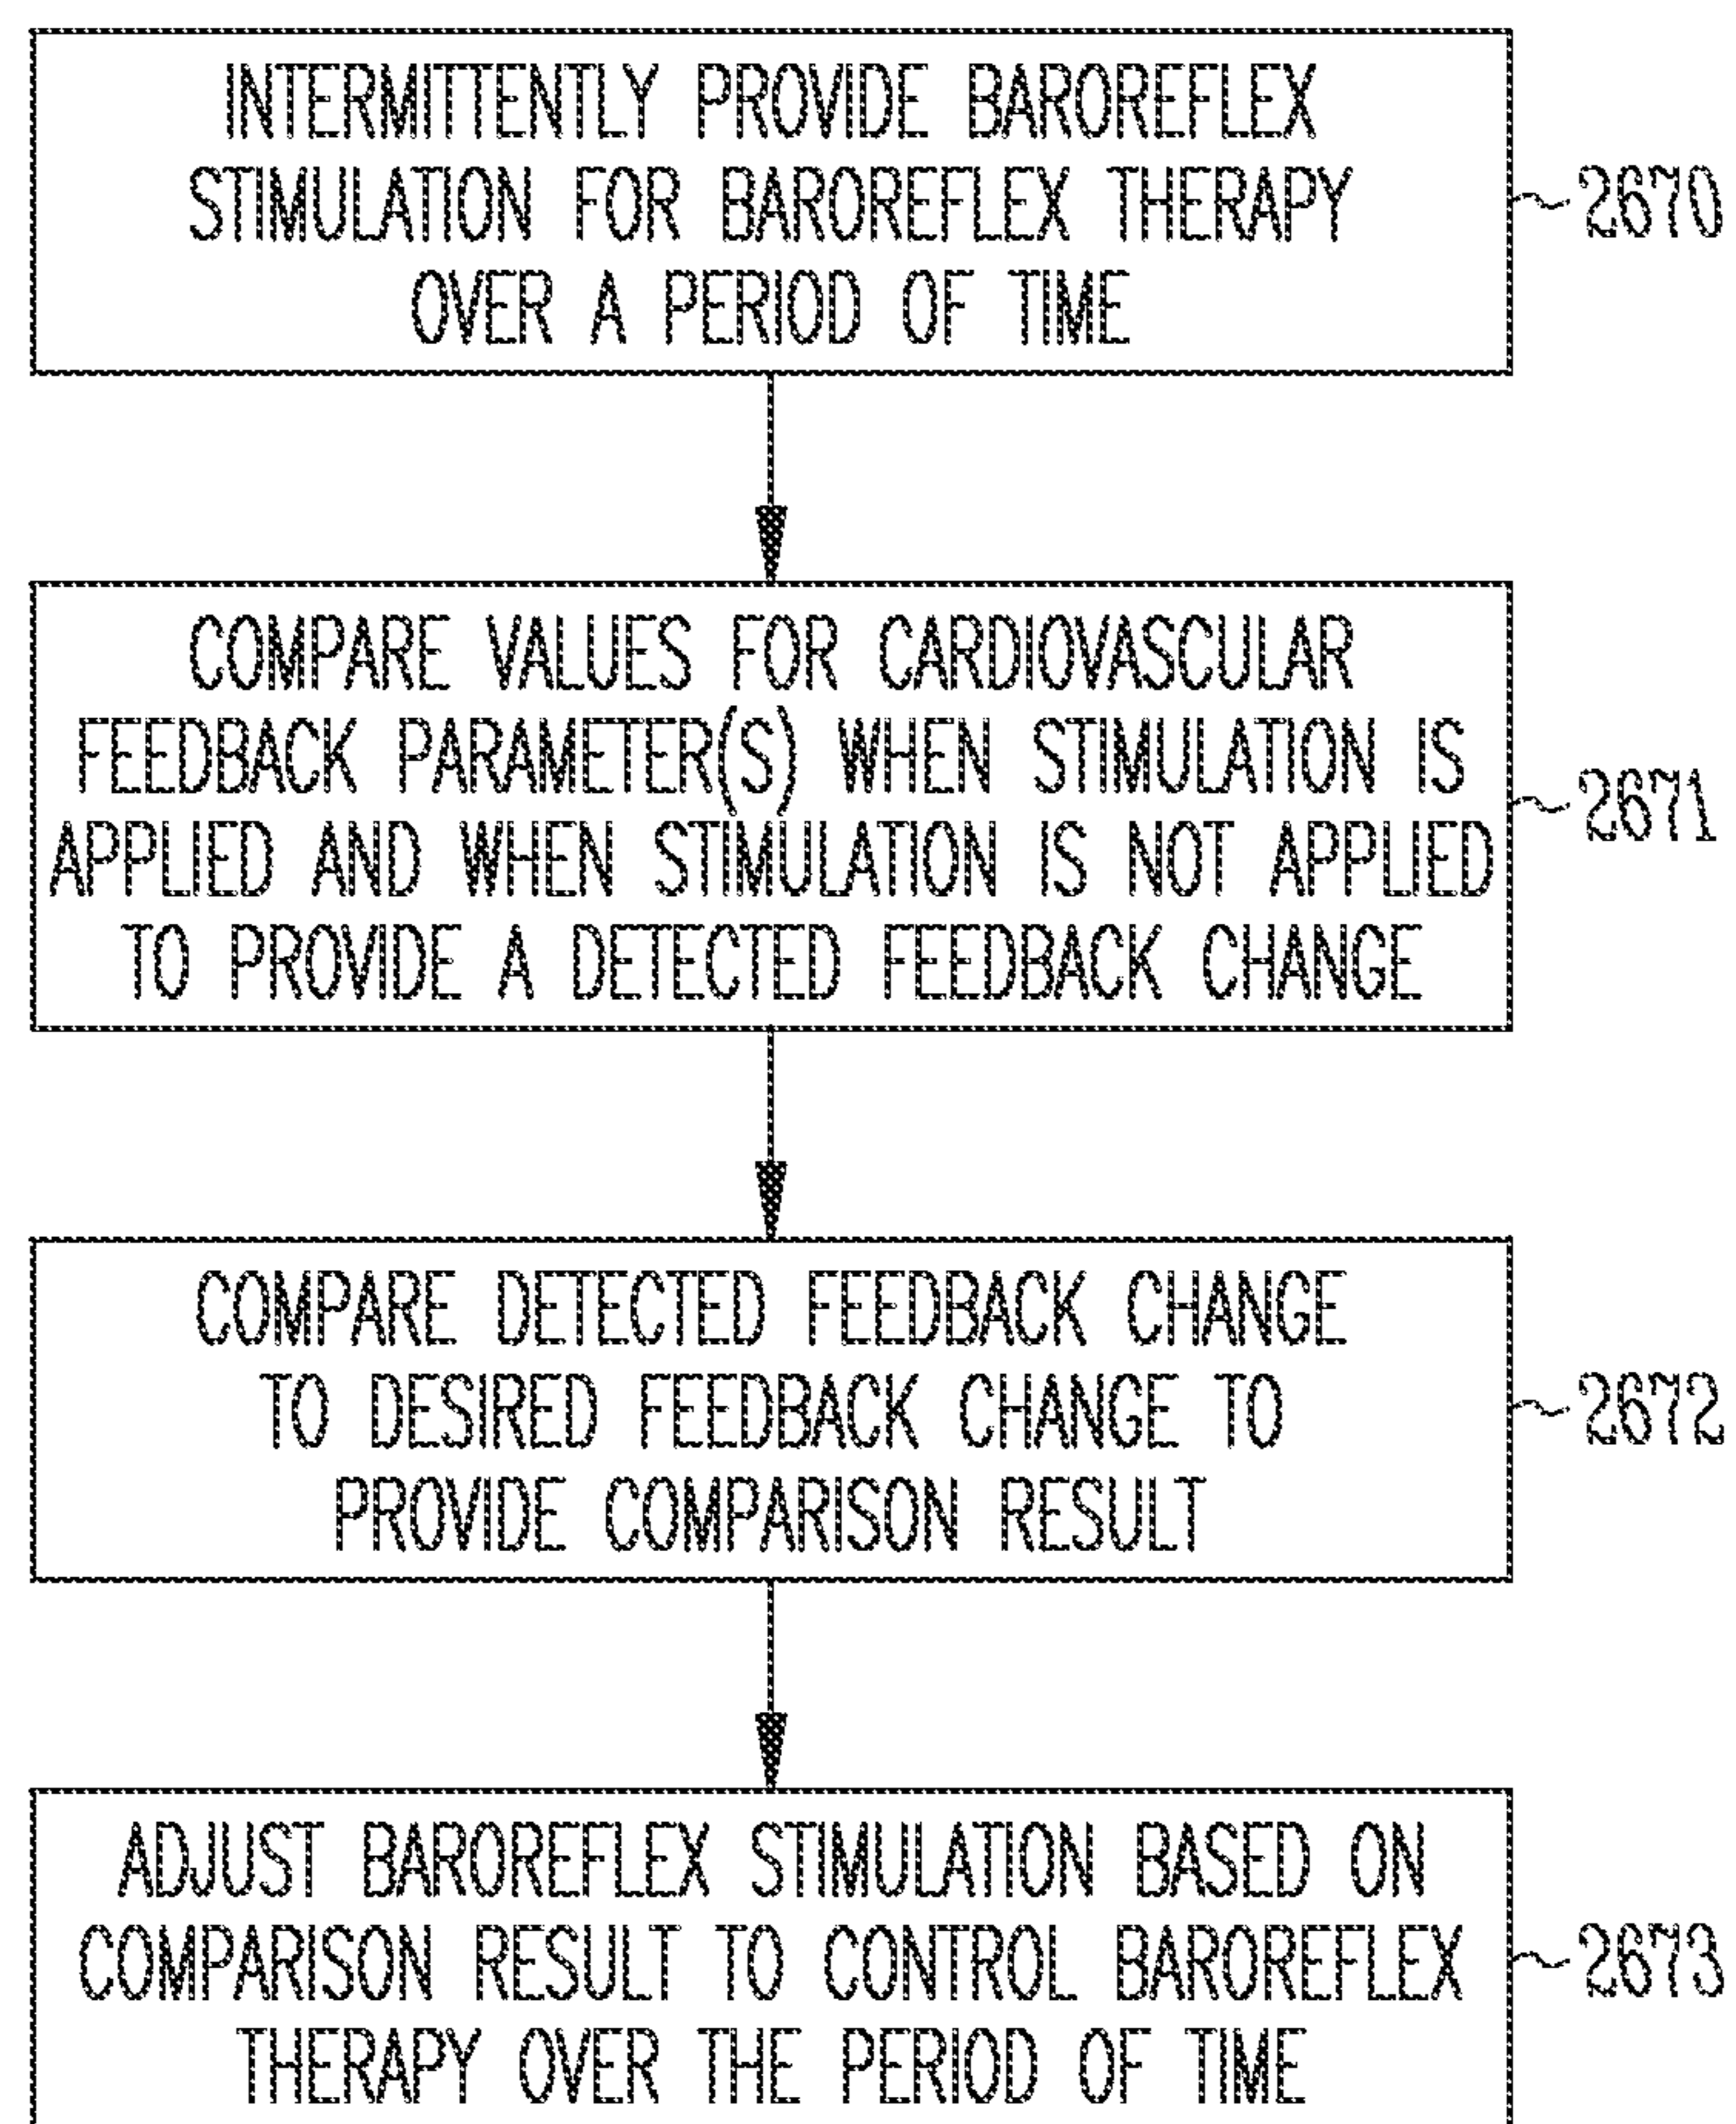 INTERMITTENTLY PROVIDE BAROREFLEX
STIMULATION FOR BAROREFLEX THERAPY
OVER A PERIOD OF TIME
2670
COMPARE VALUES FOR CARDIOVASCULAR
FEEDBACK PARAMETER(S) WHEN STIMULATION IS
APPLIED AND WHEN STIMULATION IS NOT APPLIED
TO PROVIDE A DETECTED FEEDBACK CHANGE
2671
COMPARE DETECTED FEEDBACK CHANGE
TO DESIRED FEEDBACK CHANGE TO
PROVIDE COMPARISON RESULT
2672
ADJUST BAROREFLEX STIMULATION BASED ON
COMPARISON RESULT TO CONTROL BAROREFLEX
THERAPY OVER THE PERIOD OF TIME
2673